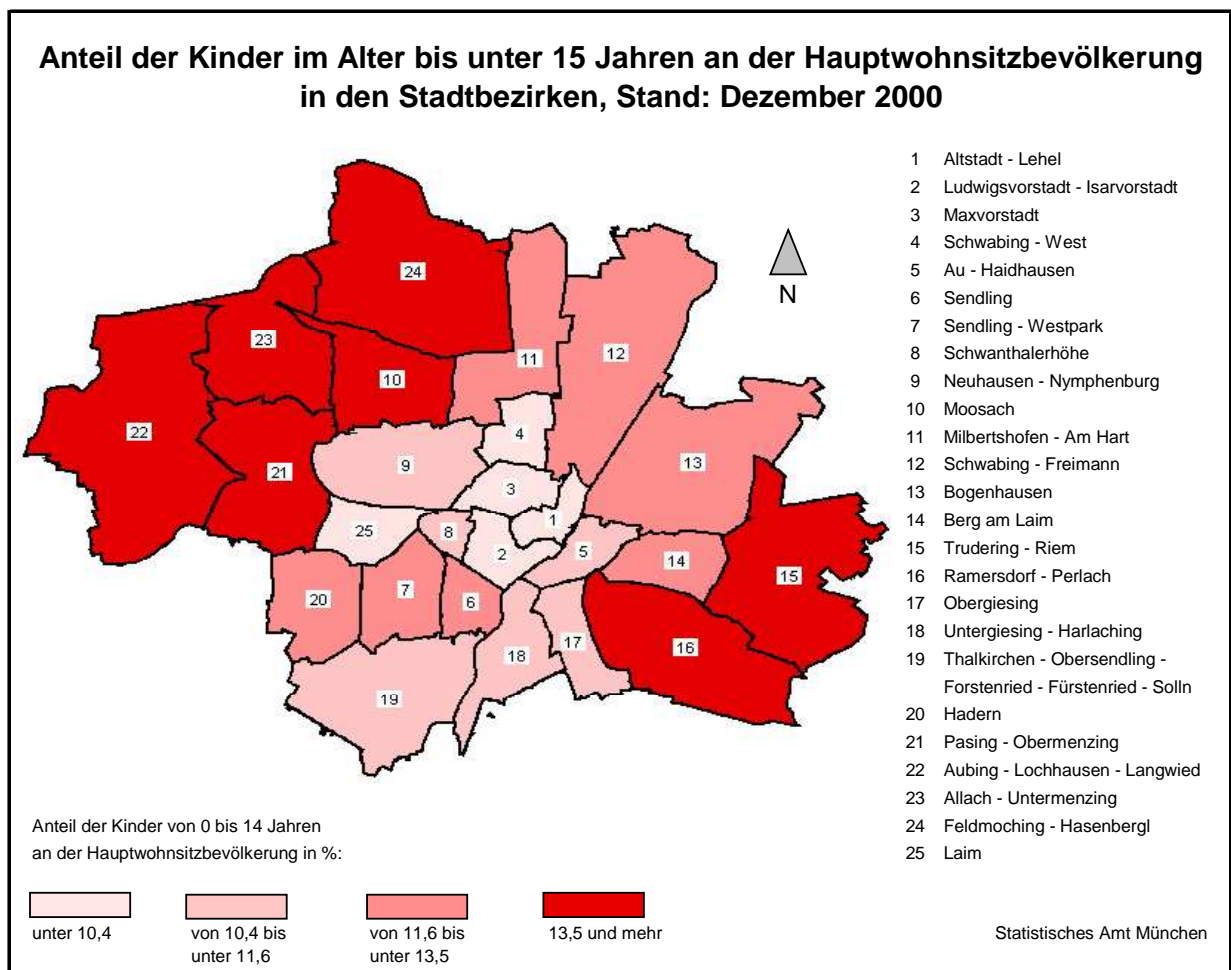 Anteil der Kinder im Alter bis unter 15 Jahren an der Hauptwohnsitzbevölkerung
in den Stadtbezirken, Stand: Dezember 2000
1 Altstadt - Lehel
2 Ludwigsvorstadt - Isarvorstadt
3 Maxvorstadt
4 Schwabing - West
5 Au - Haidhausen
6 Sendling
7 Sendling - Westpark
8 Schwanthalerhöhe
9 Neuhausen - Nymphenburg
10 Moosach
11 Milbertshofen - Am Hart
12 Schwabing - Freimann
13 Bogenhausen
14 Berg am Laim
15 Trudering - Riem
16 Ramersdorf - Perlach
17 Obergiesing
18 Untergiesing - Harlaching
19 Thalkirchen - Obersendling -
Forstenried - Fürstenried - Solln
20 Hadern
21 Pasing - Obermenzing
22 Aubing - Lochhausen - Langwied
23 Allach - Untermenzing
24 Feldmoching - Hasenbergl
25 Laim
N
24
23
11
12
10
22
4
9
13
21
3
25
8
1
2
5
14
15
20
7
6
18
17
16
19
Anteil der Kinder von 0 bis 14 Jahren
an der Hauptwohnsitzbevölkerung in %:
unter 10,4
von 10,4 bis
unter 11,6
von 11,6 bis
unter 13,5
13,5 und mehr
Statistisches Amt München